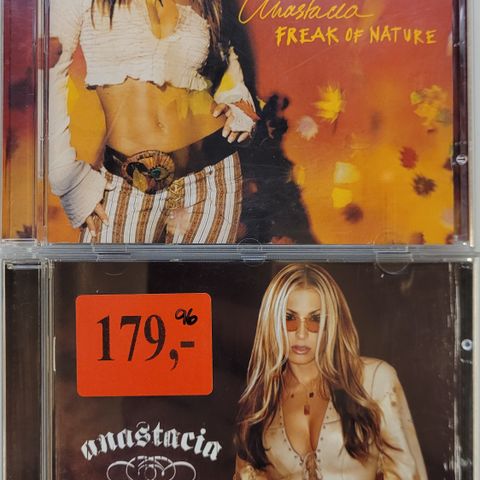 Anastacia
FREAK OF NATURE
179,-
96
anastacia